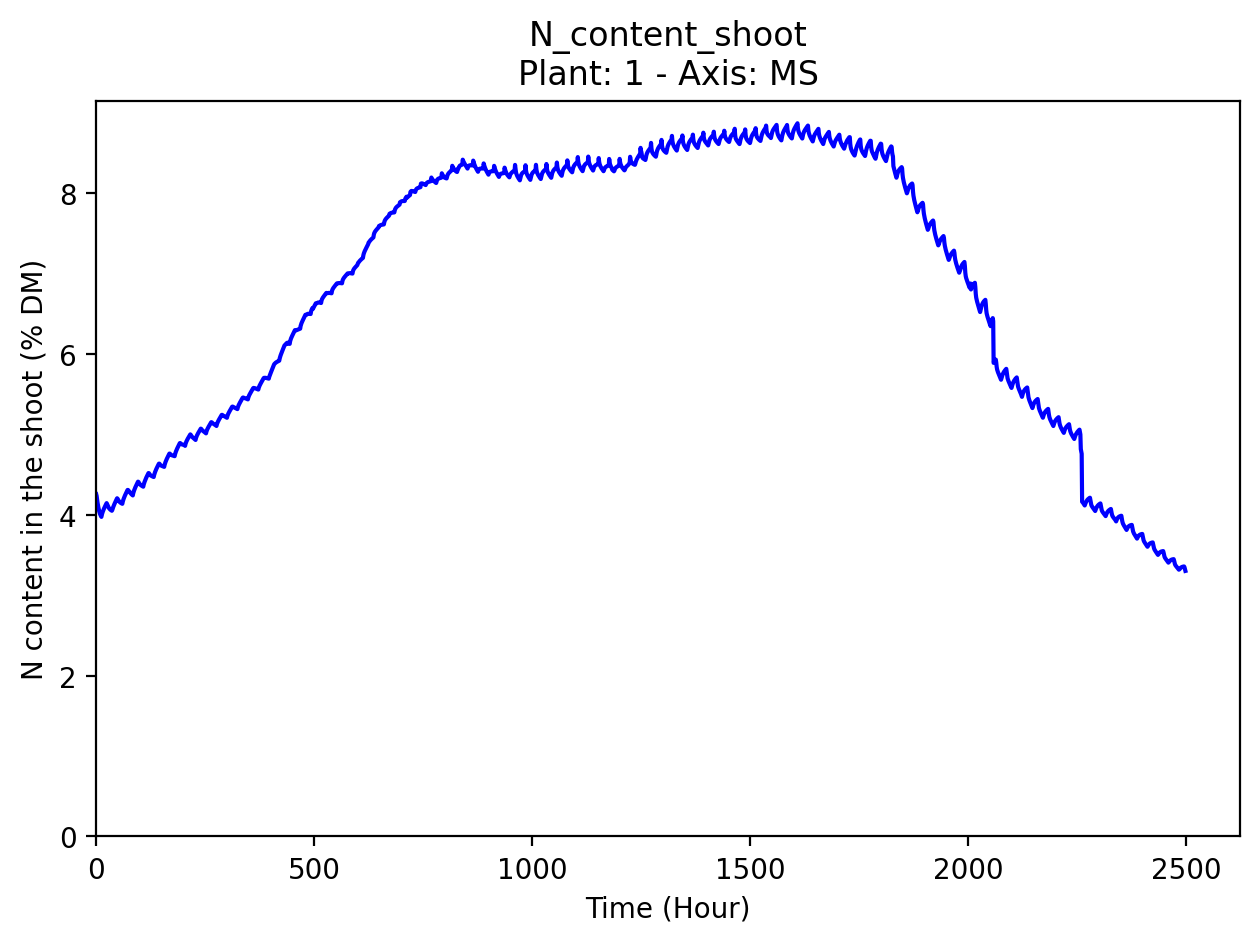 N_content_shoot
Plant: 1 - Axis: MS
N content in the shoot (% DM)
8
6
4
2
0
0 500 1000 1500 2000 2500
Time (Hour)